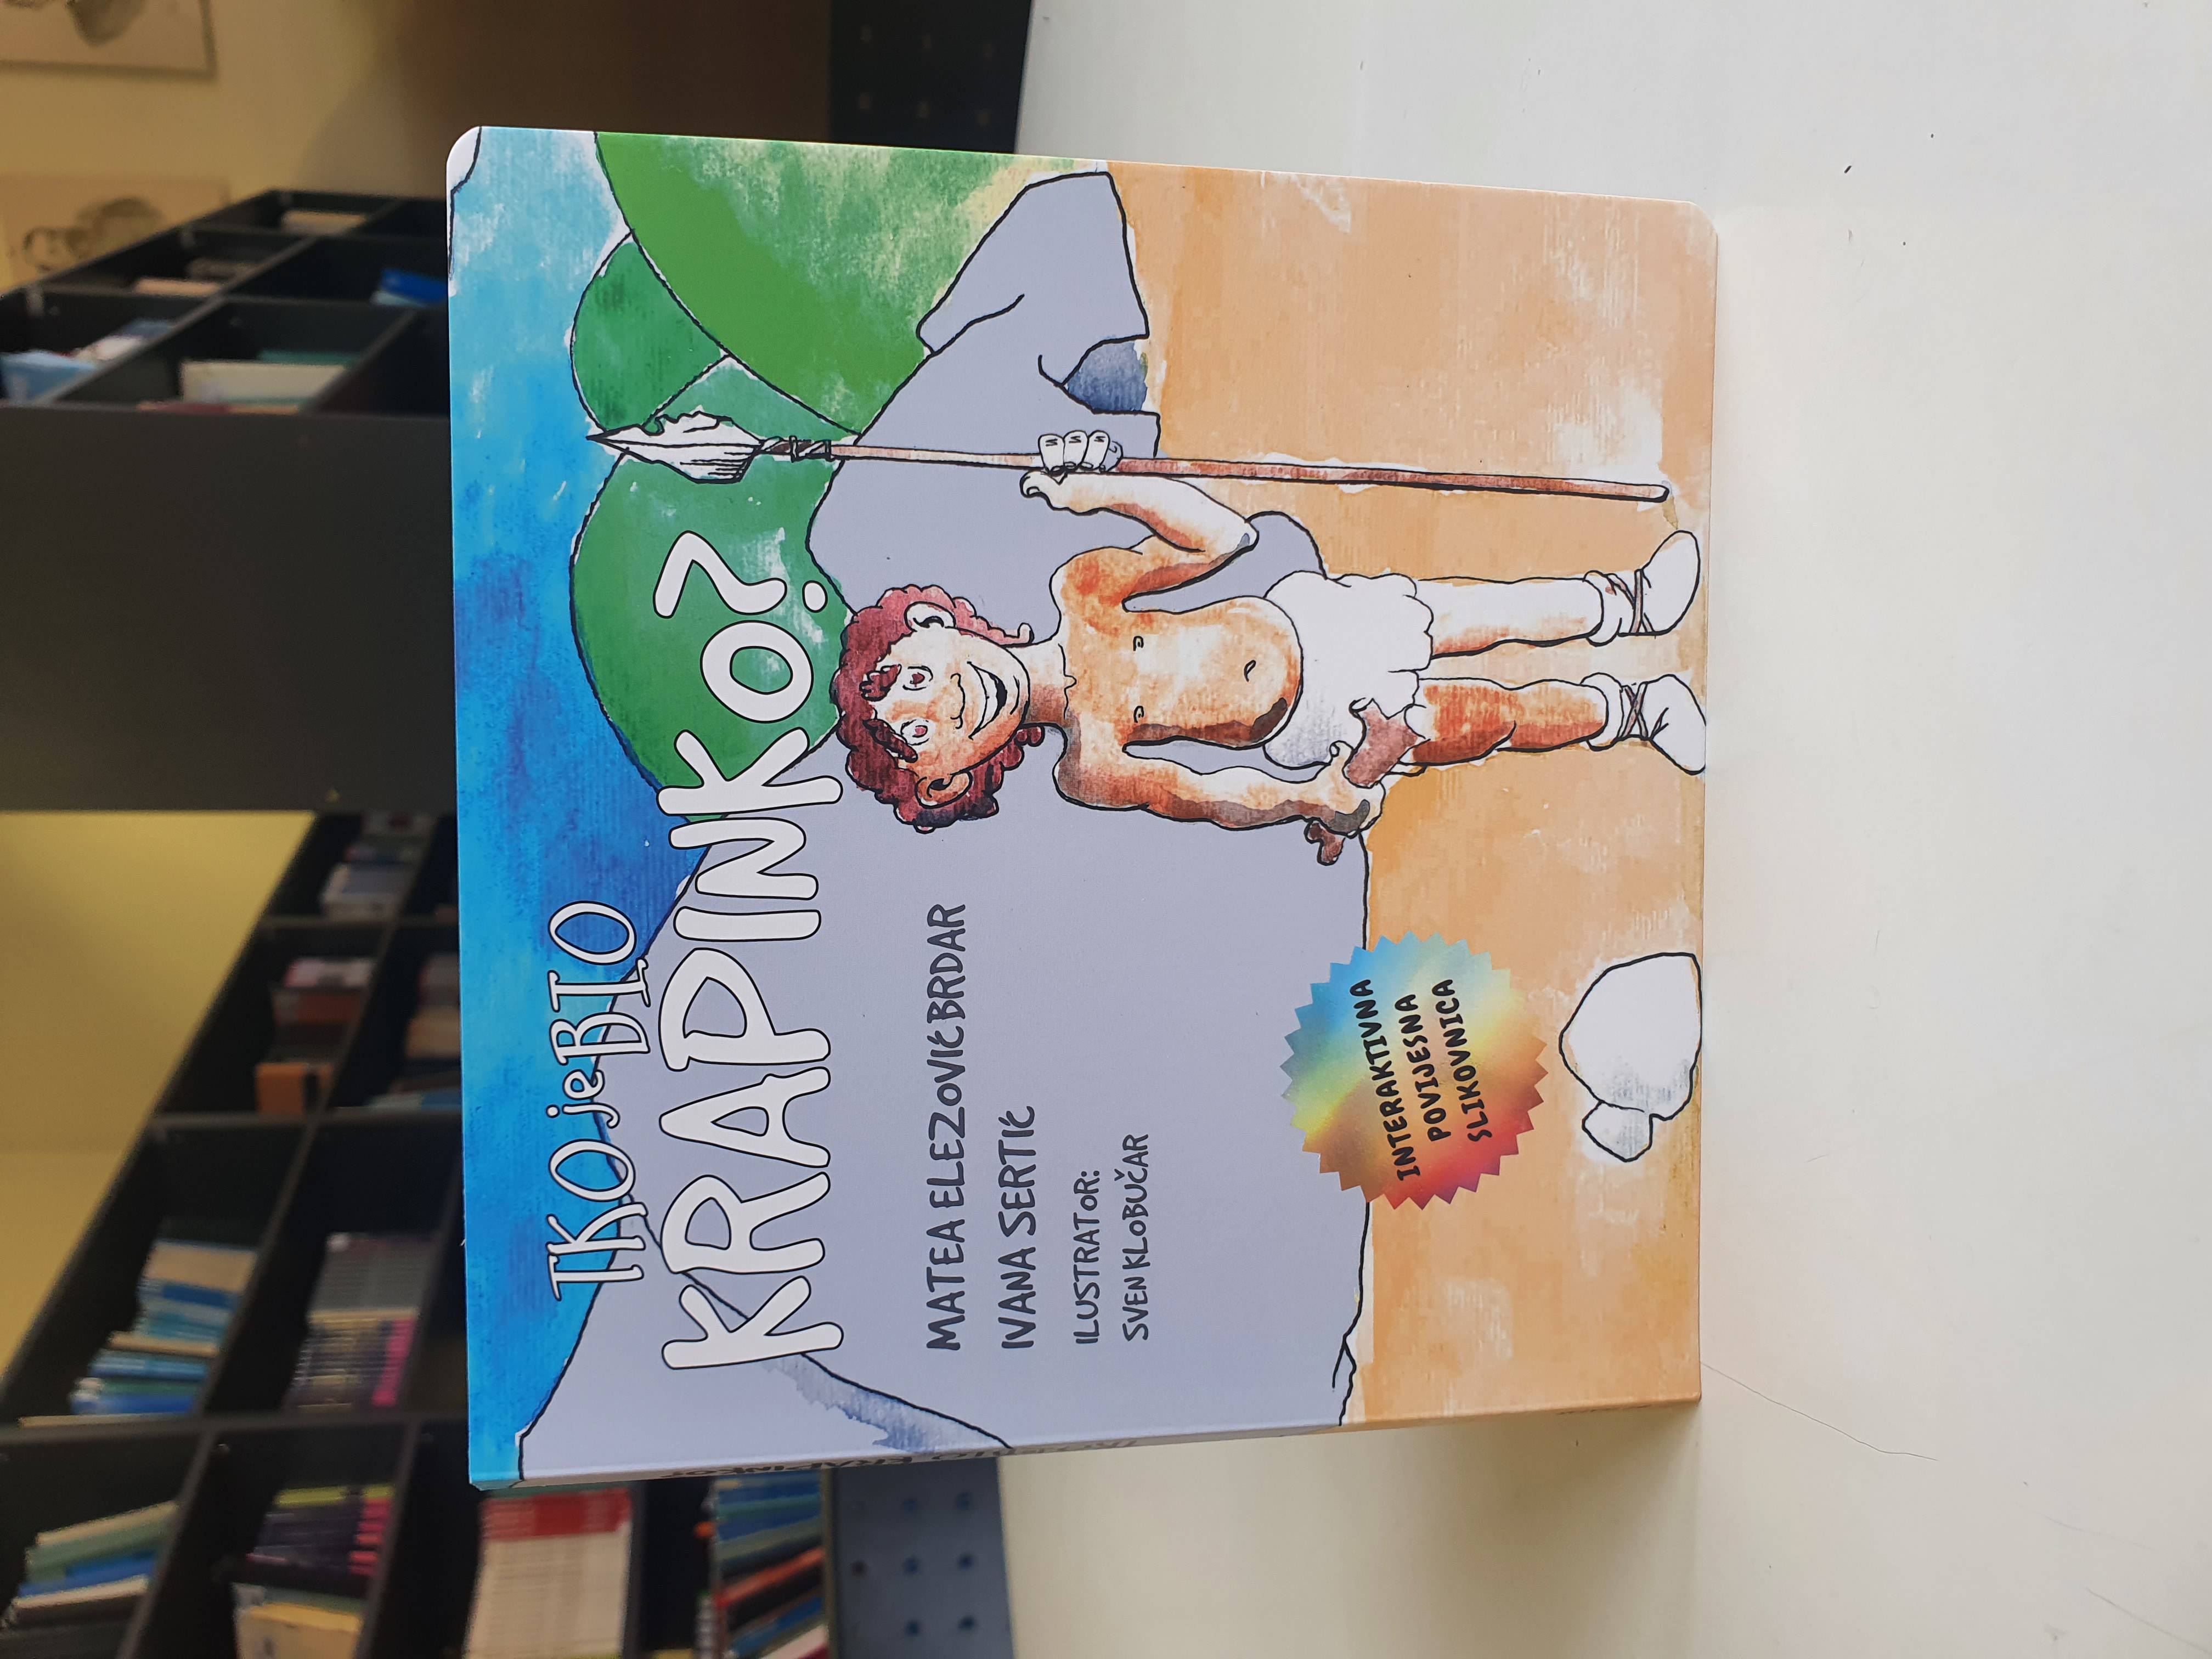 TKO je BIO
KRAPINKO?
MATEA ELEZOVIĆ BRDAR
IVANA SERTIĆ
ILUSTRATOR:
SVEN KLOBUČAR
INTERAKTIVNA
POVIJESNA
SLIKOVNICA